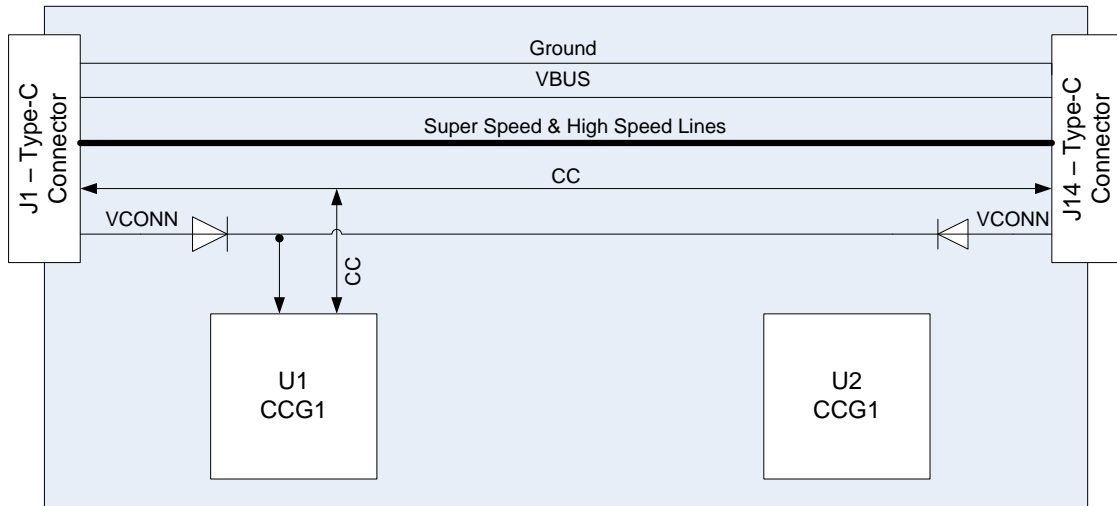 Ground
VBUS
Super Speed & High Speed Lines
CC
VCONN
VCONN
CC
J1 – Type-C
Connector
J14 – Type-C
Connector
U1
CCG1
U2
CCG1